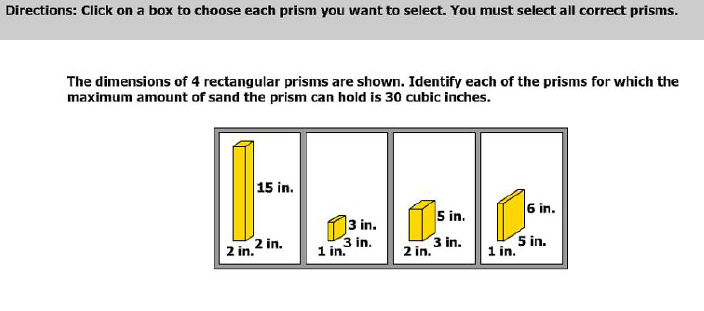 Directions: Click on a box to choose each prism you want to select. You must select all correct prisms.
The dimensions of 4 rectangular prisms are shown. Identify each of the prisms for which the
maximum amount of sand the prism can hold is 30 cubic inches.
15 in.
2 in.
2 in.
3 in.
3 in.
1 in.
5 in.
3 in.
2 in.
6 in.
5 in.
1 in.